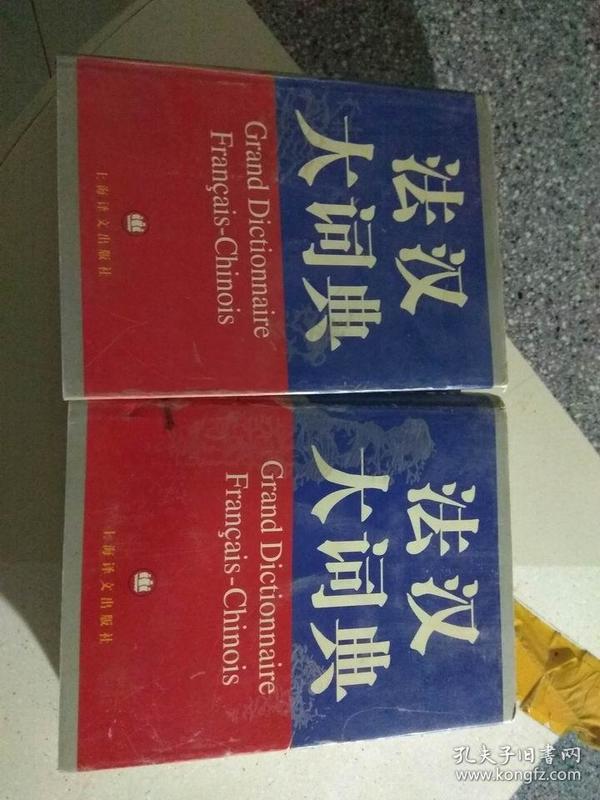 法汉
大词典
Grand Dictionnaire
Français-Chinois
上海译文出版社
法汉
大词典
Grand Dictionnaire
Français-Chinois
上海译文出版社
孔夫子旧书网
www.kongfz.com